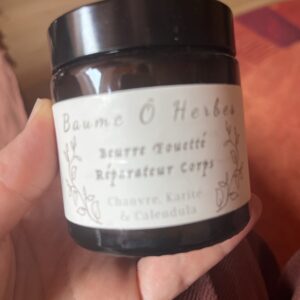 Baume Ô Herbes
Beurre Fouetté
Réparateur Corps
Chanvre, Karité
& Calendula